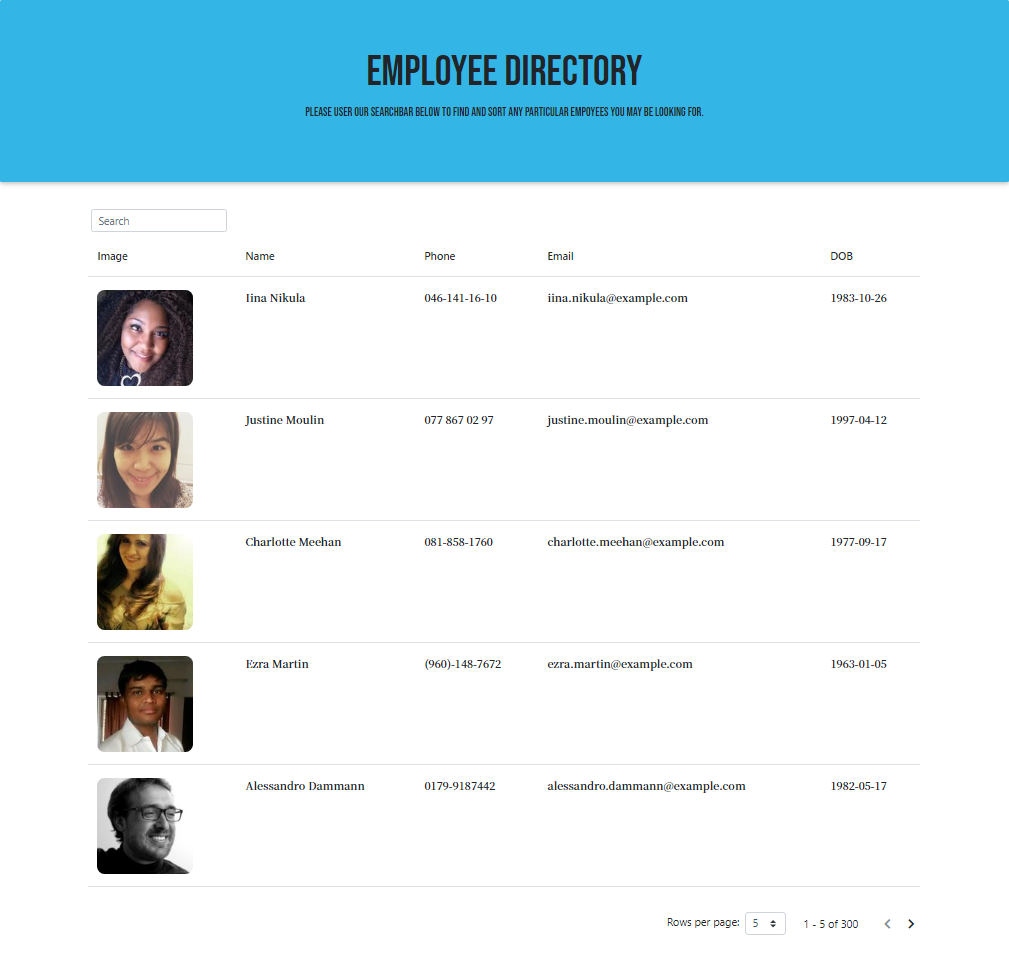 EMPLOYEE DIRECTORY
PLEASE USER OUR SEARCHBAR BELOW TO FIND AND SORT ANY PARTICULAR EMPOYEES YOU MAY BE LOOKING FOR.
Search
Image Name Phone Email DOB
Iina Nikula 046-141-16-10 iina.nikula@example.com 1983-10-26
Justine Moulin 077 867 02 97 justine.moulin@example.com 1997-04-12
Charlotte Meehan 081-858-1760 charlotte.meehan@example.com 1977-09-17
Ezra Martin (960)-148-7672 ezra.martin@example.com 1963-01-05
Alessandro Dammann 0179-9187442 alessandro.dammann@example.com 1982-05-17
Rows per page: 5 1 - 5 of 300